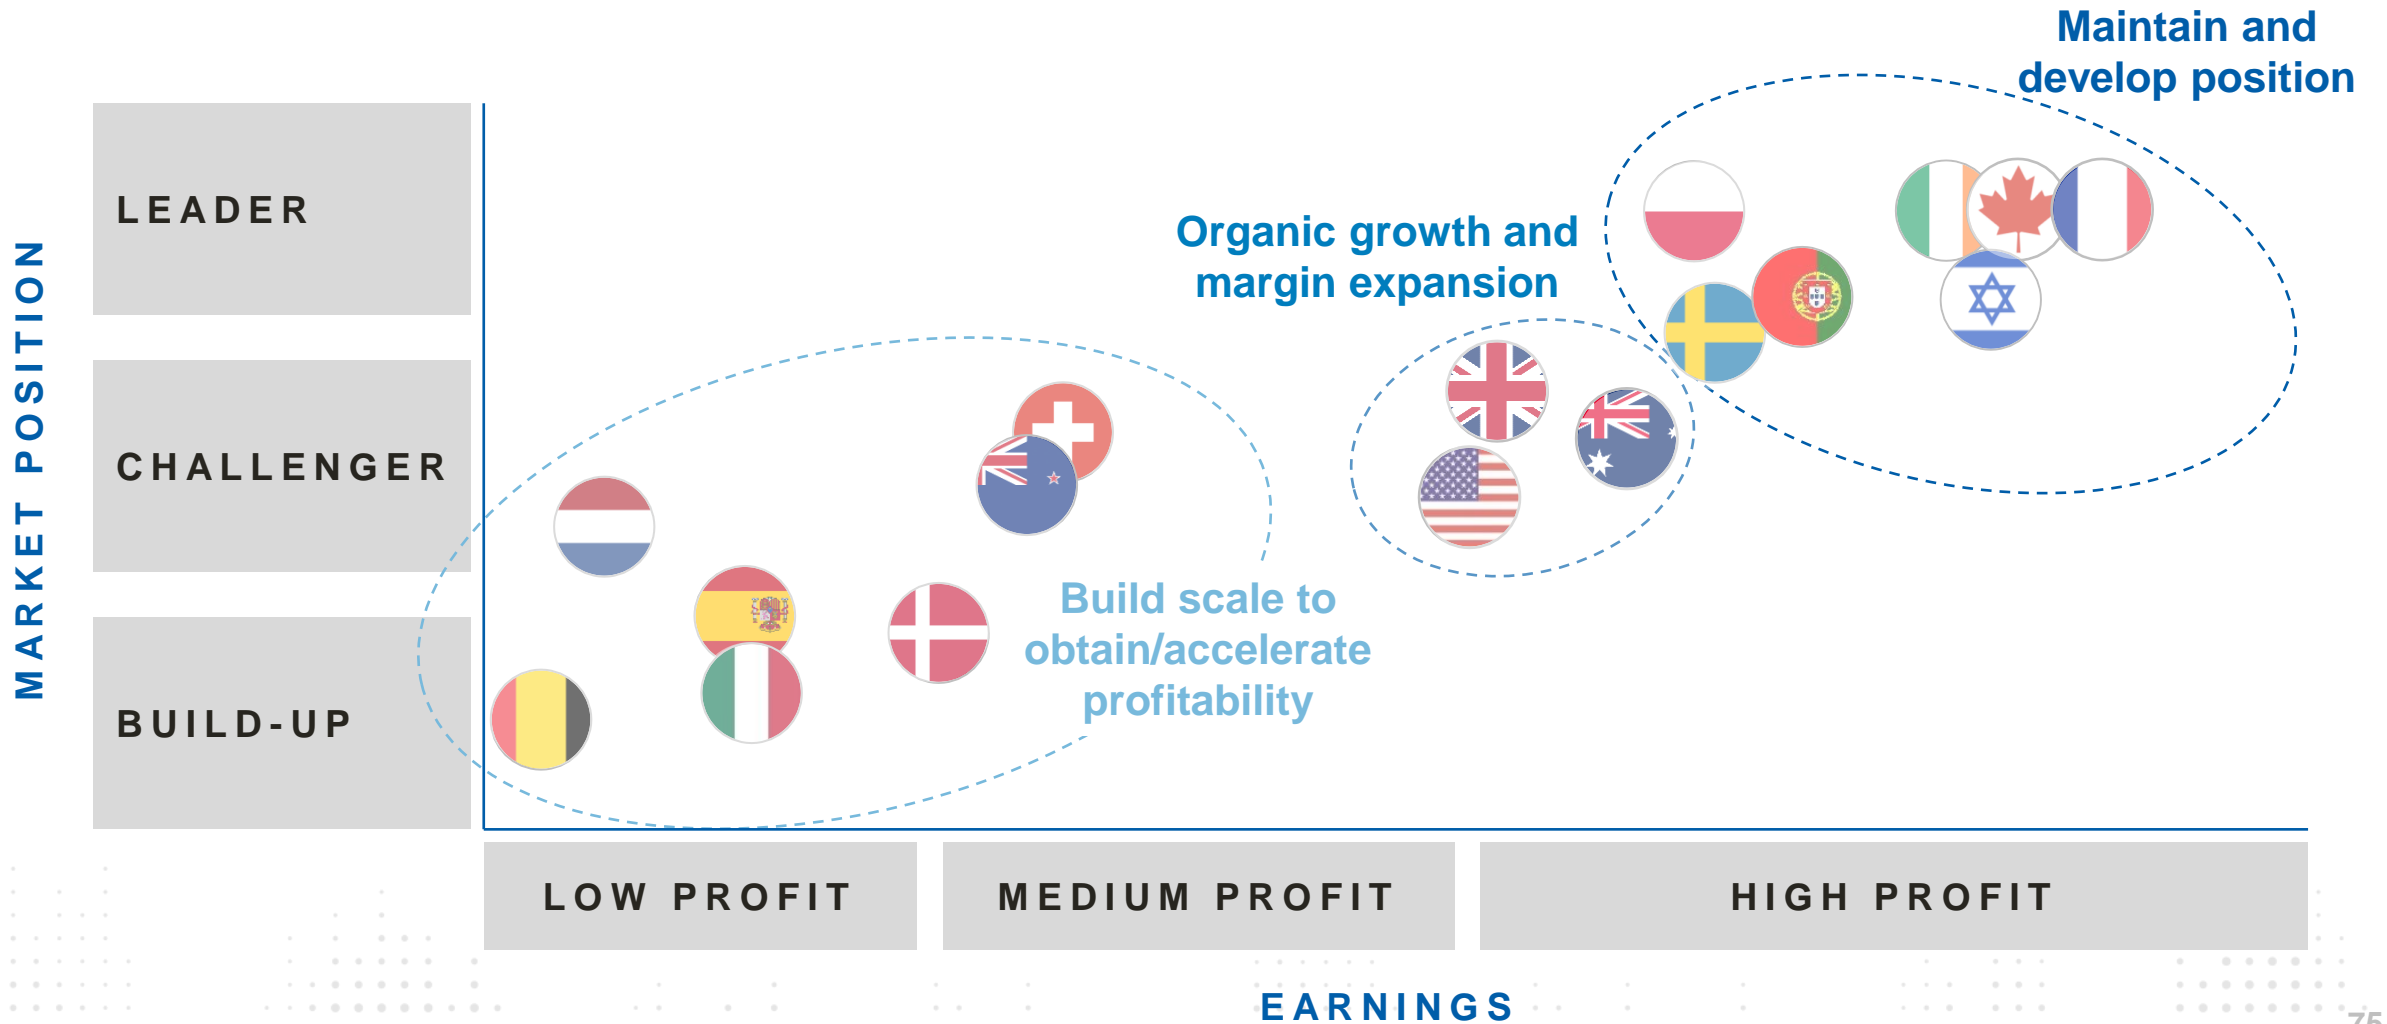 Maintain and
develop position
LEADER
Organic growth and
margin expansion
MARKET POSITION
CHALLENGER
Build scale to
obtain/accelerate
profitability
BUILD-UP
LOW PROFIT
MEDIUM PROFIT
HIGH PROFIT
EARNINGS
75